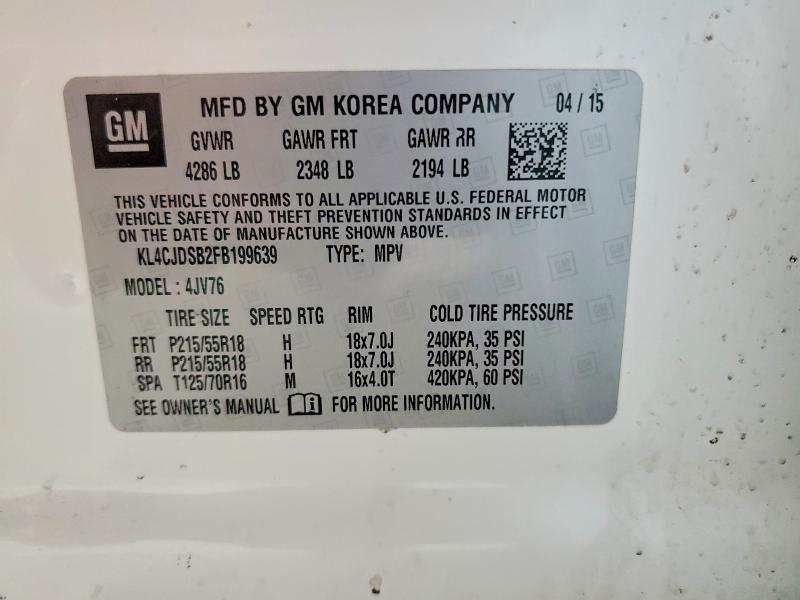 GM
MFD BY GM KOREA COMPANY 04 / 15
GVWR GAWR FRT GAWR RR
4286 LB 2348 LB 2194 LB
THIS VEHICLE CONFORMS TO ALL APPLICABLE U.S. FEDERAL MOTOR
VEHICLE SAFETY AND THEFT PREVENTION STANDARDS IN EFFECT
ON THE DATE OF MANUFACTURE SHOWN ABOVE.
KL4CJDSB2FB199639 TYPE: MPV
MODEL : 4JV76
TIRE SIZE SPEED RTG RIM COLD TIRE PRESSURE
FRT P215/55R18 H 18x7.0J 240KPA, 35 PSI
RR P215/55R18 H 18x7.0J 240KPA, 35 PSI
SPA T125/70R16 M 16x4.0T 420KPA, 60 PSI
SEE OWNER'S MANUAL i FOR MORE INFORMATION.